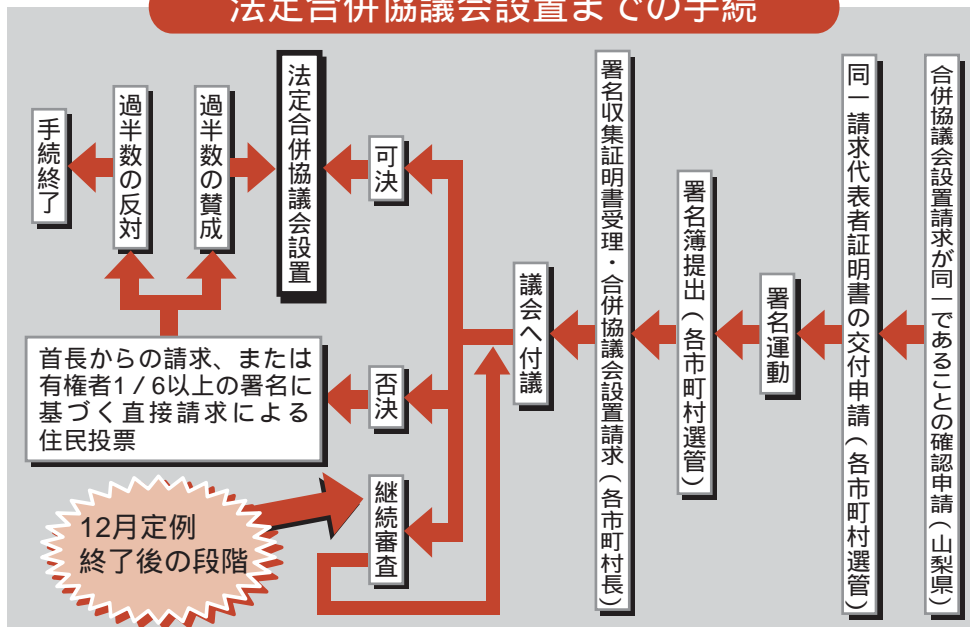 法定合併協議会設置までの手続
合併協議会設置請求が同一であることの確認申請（山梨県）
同一請求代表者証明書の交付申請（各市町村選管）
署名運動
署名簿提出（各市町村選管）
署名収集証明書受理・合併協議会設置請求（各市町村長）
議会へ付議
可決
否決
継続審査
法定合併協議会設置
過半数の賛成
過半数の反対
手続終了
首長からの請求、または
有権者1／6以上の署名に
基づく直接請求による
住民投票
12月定例
終了後の段階